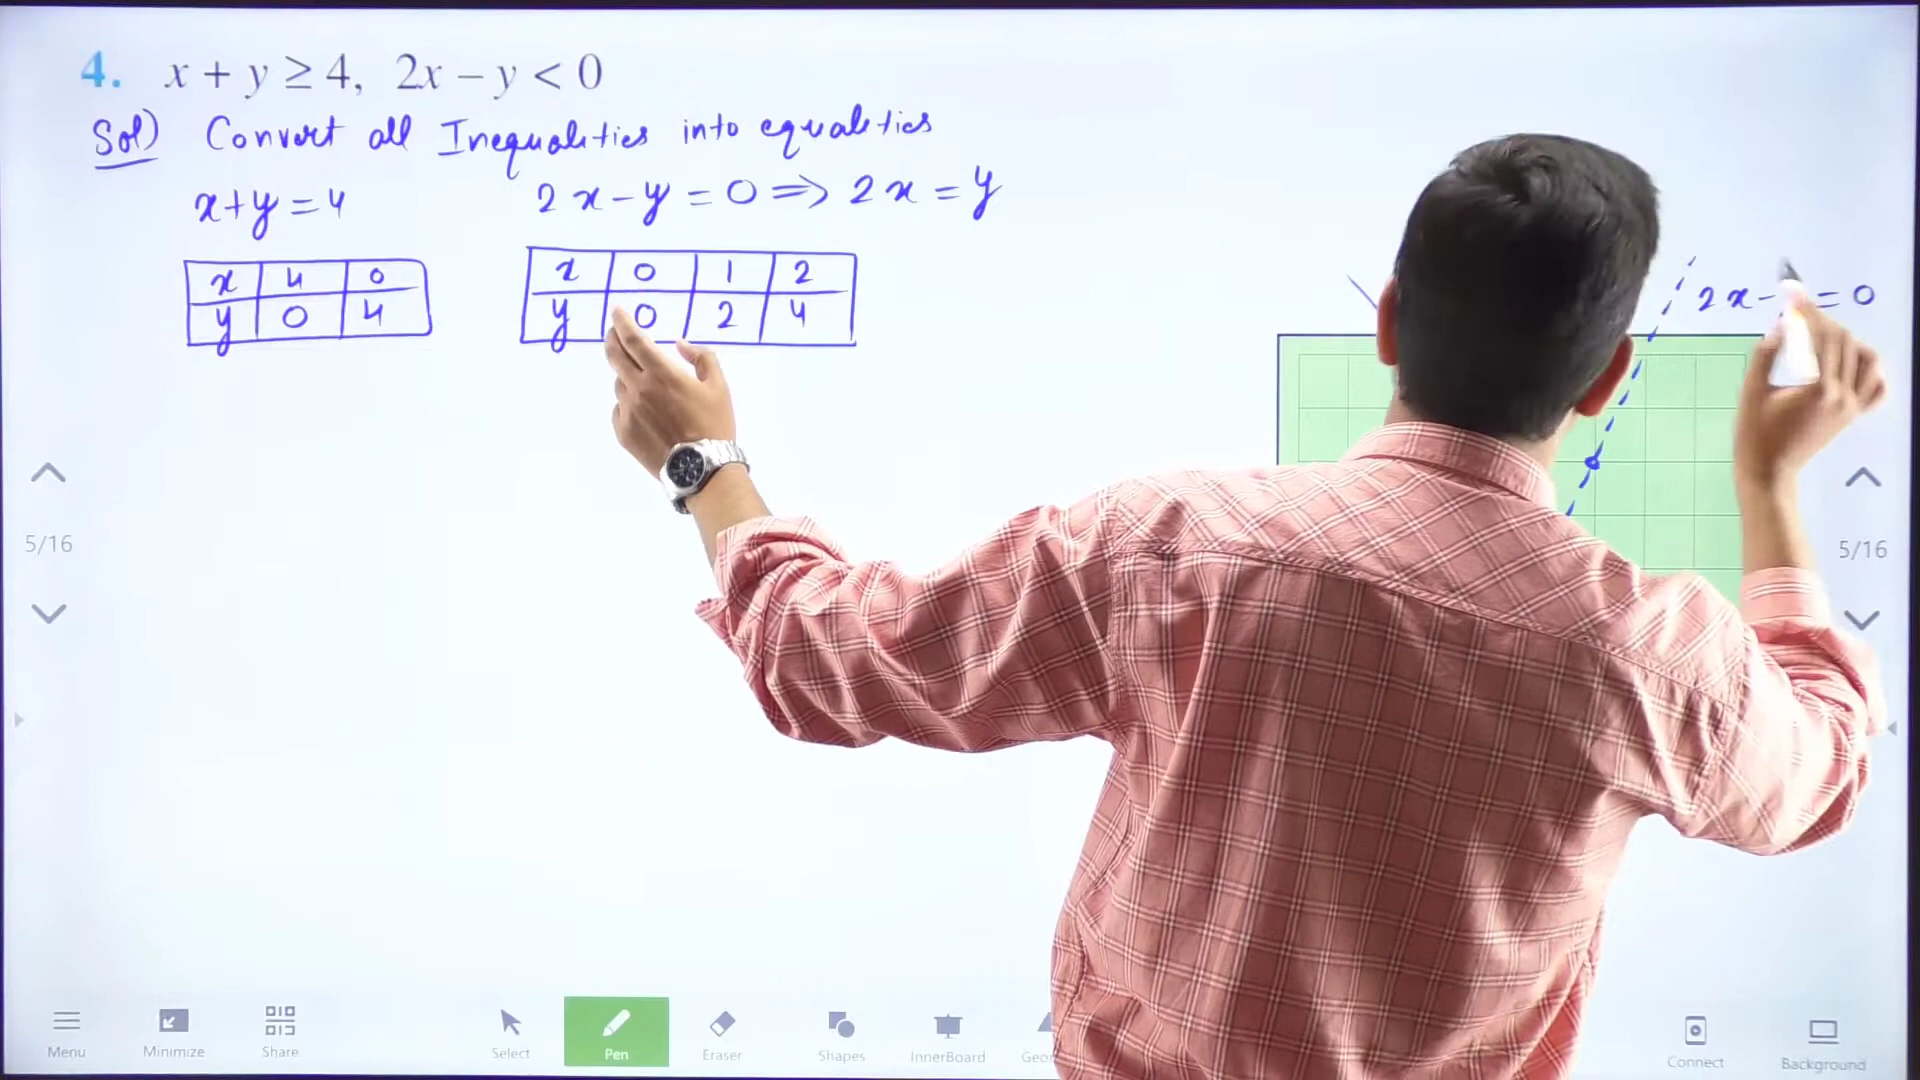 4. x + y ≥ 4, 2x − y < 0
Sol) Convert all Inequalities into equalities
x+y=4 2x−y=0 ⇒ 2x=y
x 4 0
y 0 4
x 0 1 2
y 0 2 4
2x− =0
5/16
5/16
Menu Minimize Share Select Pen Eraser Shapes InnerBoard Connect Background